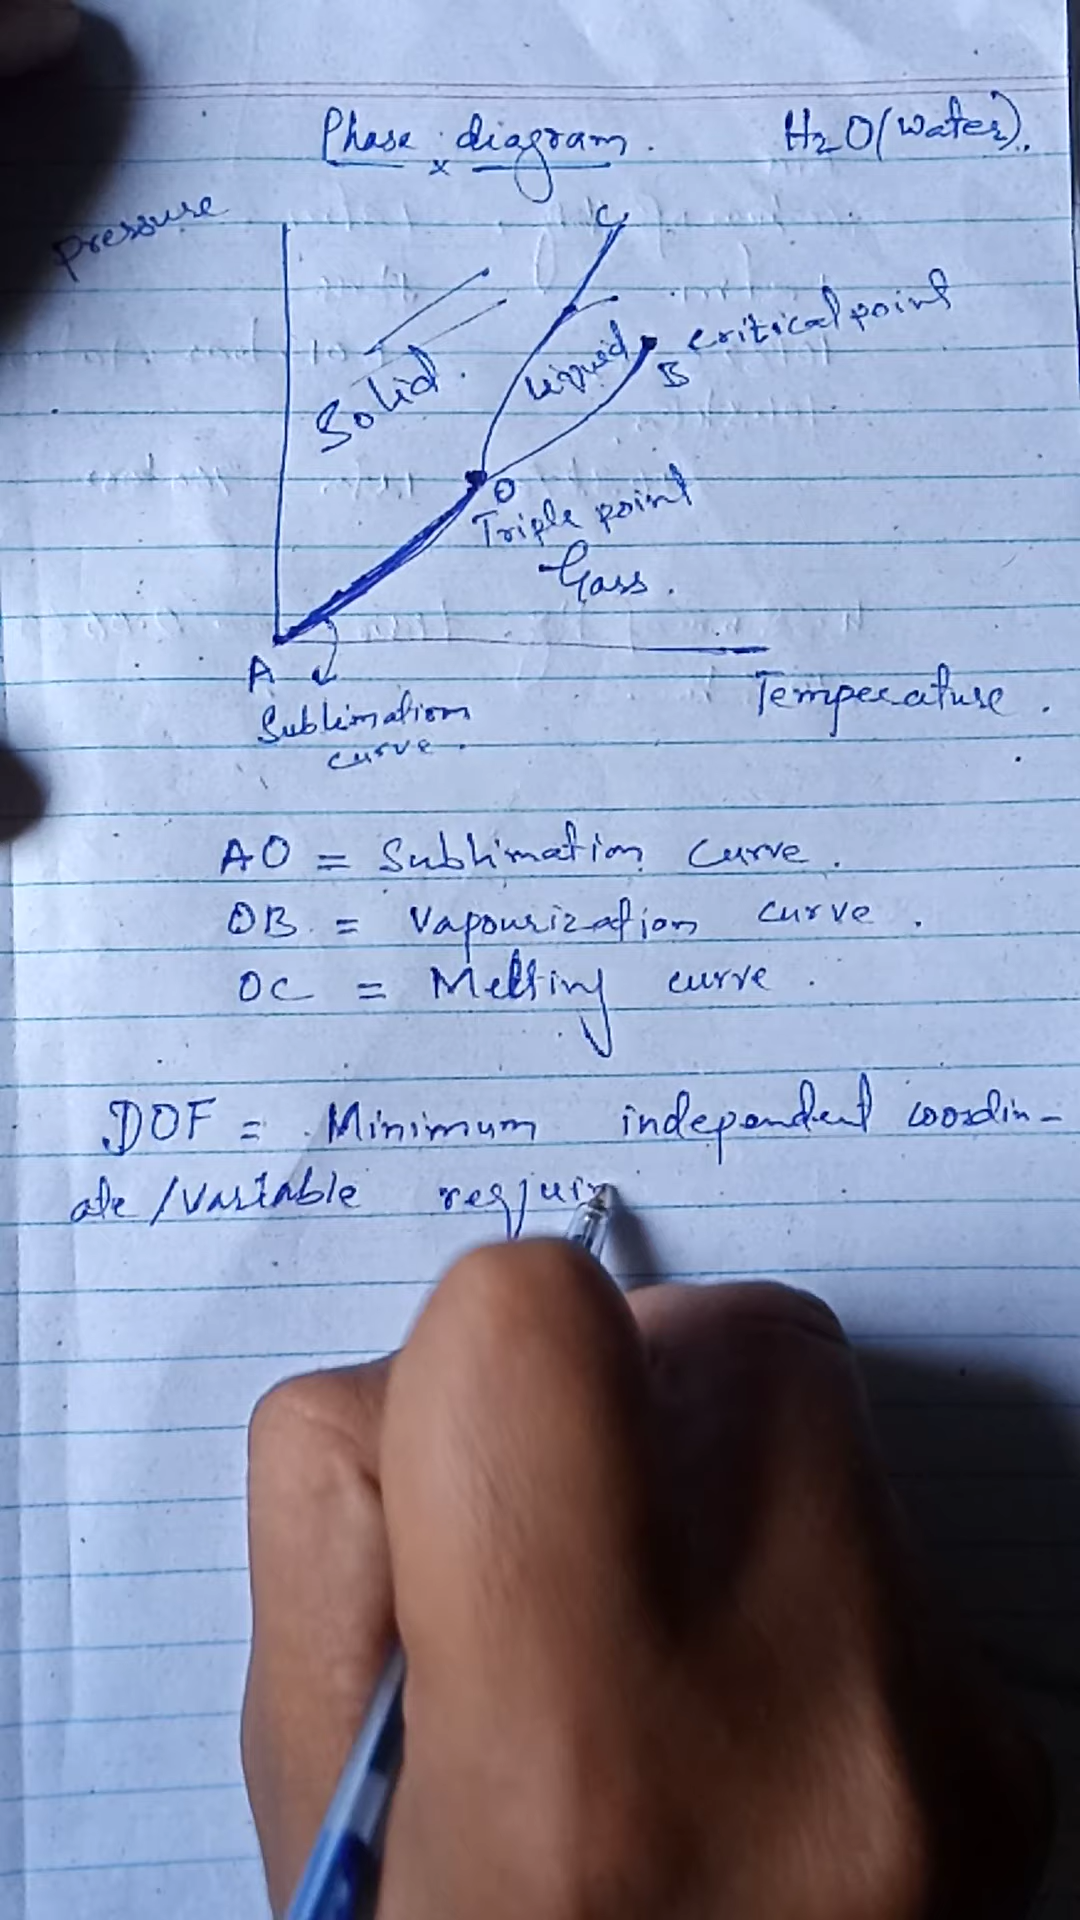 Phase diagram. H2O(water).
pressure
C
critical point
Liquid
B
Solid.
O
Triple point
Gass.
A
Temperature.
Sublimation
curve.
AO = Sublimation curve.
OB = Vapourization curve.
OC = Melting curve.
DOF = Minimum independent coordin-
ate/variable requir